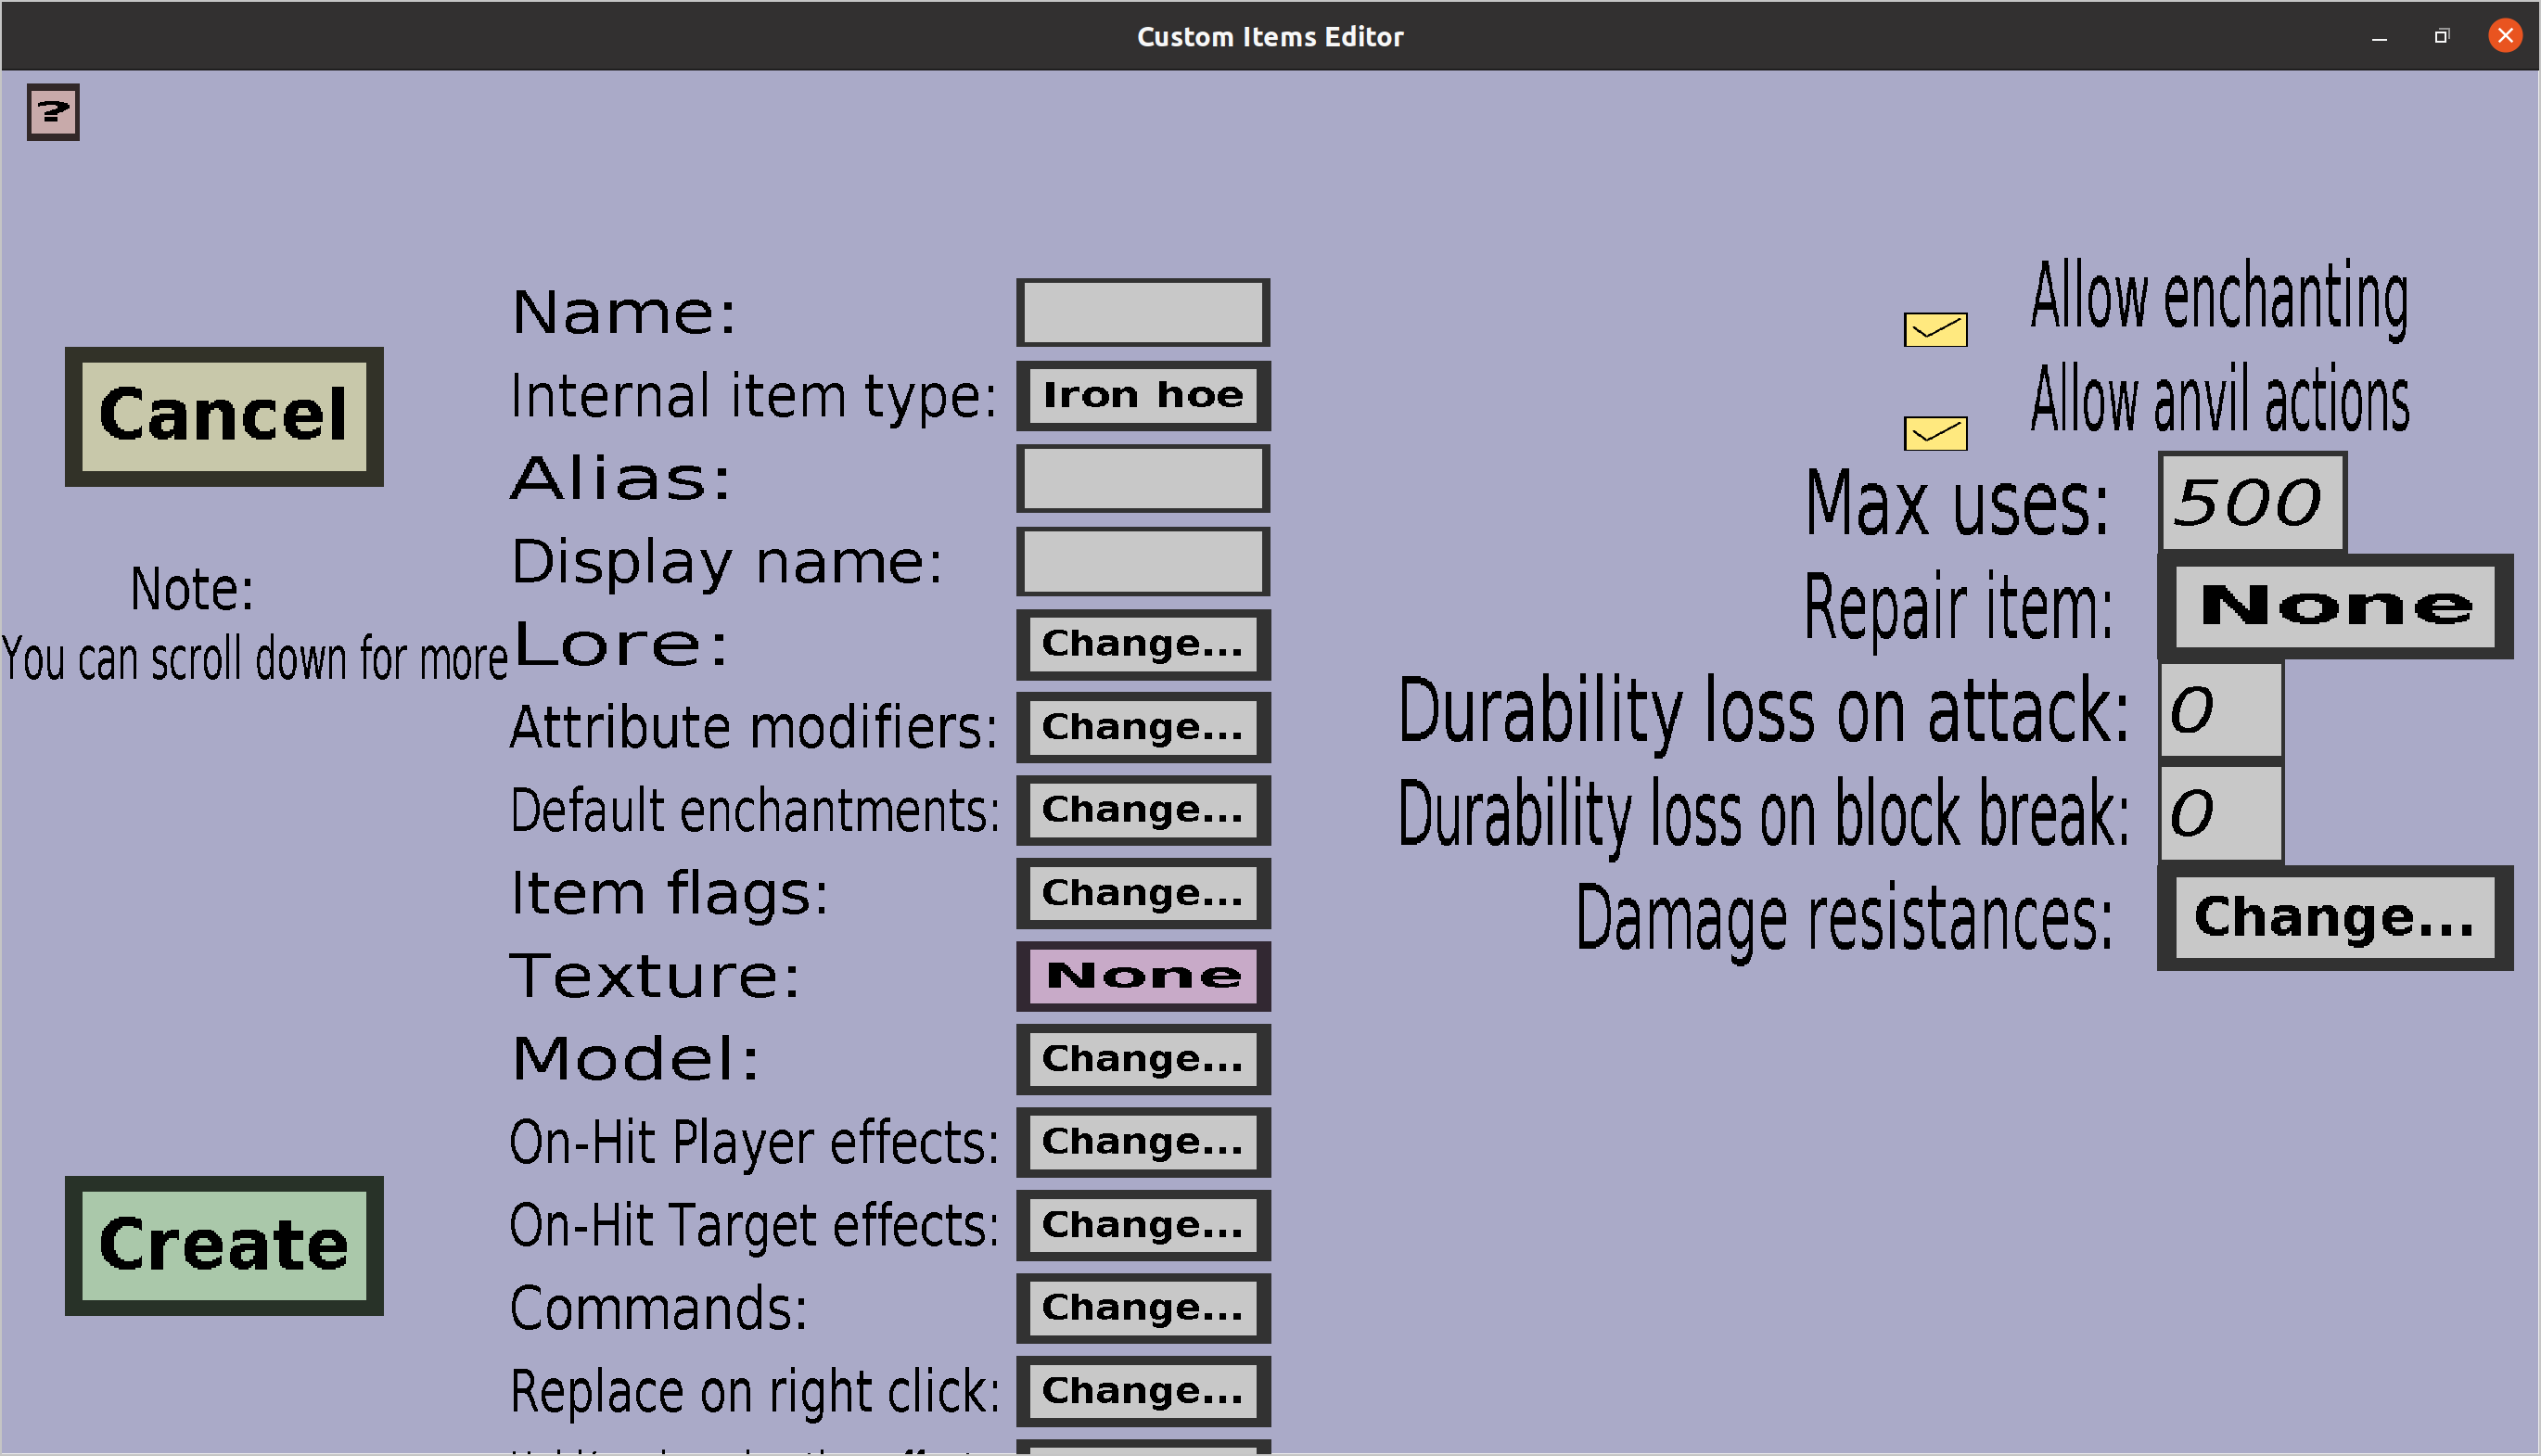 Custom Items Editor
?
Cancel
Note:
You can scroll down for more
Create
Name:
Internal item type: Iron hoe
Alias:
Display name:
Lore: Change...
Attribute modifiers: Change...
Default enchantments: Change...
Item flags: Change...
Texture: None
Model: Change...
On-Hit Player effects: Change...
On-Hit Target effects: Change...
Commands: Change...
Replace on right click: Change...
Allow enchanting
Allow anvil actions
Max uses: 500
Repair item: None
Durability loss on attack: 0
Durability loss on block break: 0
Damage resistances: Change...